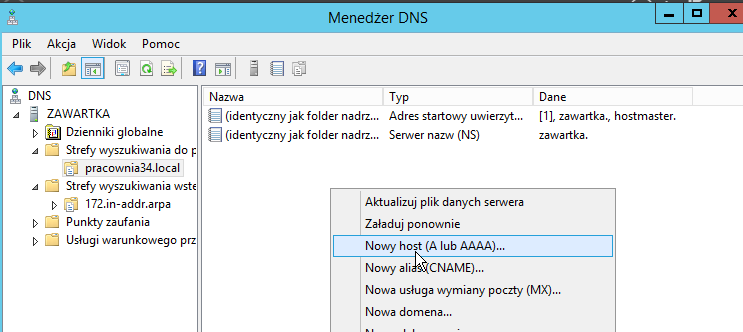 Menedżer DNS
Plik Akcja Widok Pomoc
DNS
ZAWARTKA
Dzienniki globalne
Strefy wyszukiwania do p
pracownia34.local
Strefy wyszukiwania wste
172.in-addr.arpa
Punkty zaufania
Usługi warunkowego prz
Nazwa Typ Dane
(identyczny jak folder nadrz... Adres startowy uwierzyt... [1], zawartka., hostmaster.
(identyczny jak folder nadrz... Serwer nazw (NS) zawartka.
Aktualizuj plik danych serwera
Załaduj ponownie
Nowy host (A lub AAAA)...
Nowy alias (CNAME)...
Nowa usługa wymiany poczty (MX)...
Nowa domena...